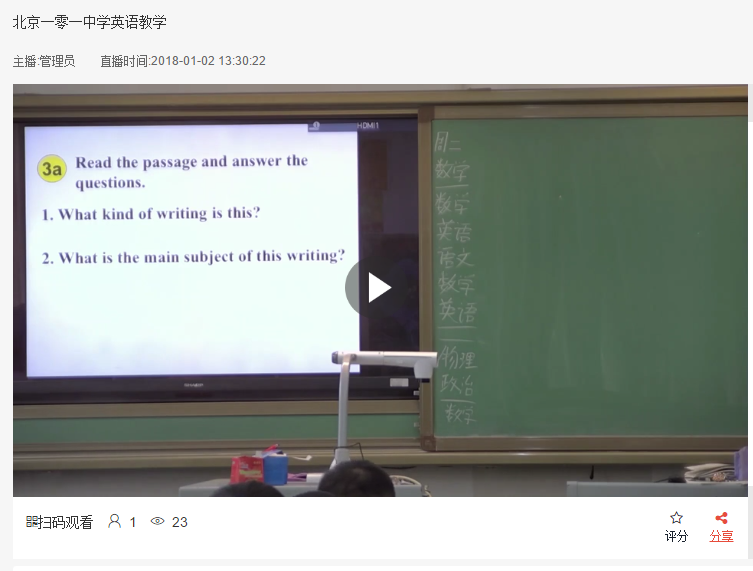 北京一零一中学英语教学
主播:管理员 直播时间:2018-01-02 13:30:22
HDMI1
3a Read the passage and answer the
questions.
1. What kind of writing is this?
2. What is the main subject of this writing?
周二
数学
数学
英语
语文
数学
英语
物理
政治
数学
扫码观看 1 23
评分 分享